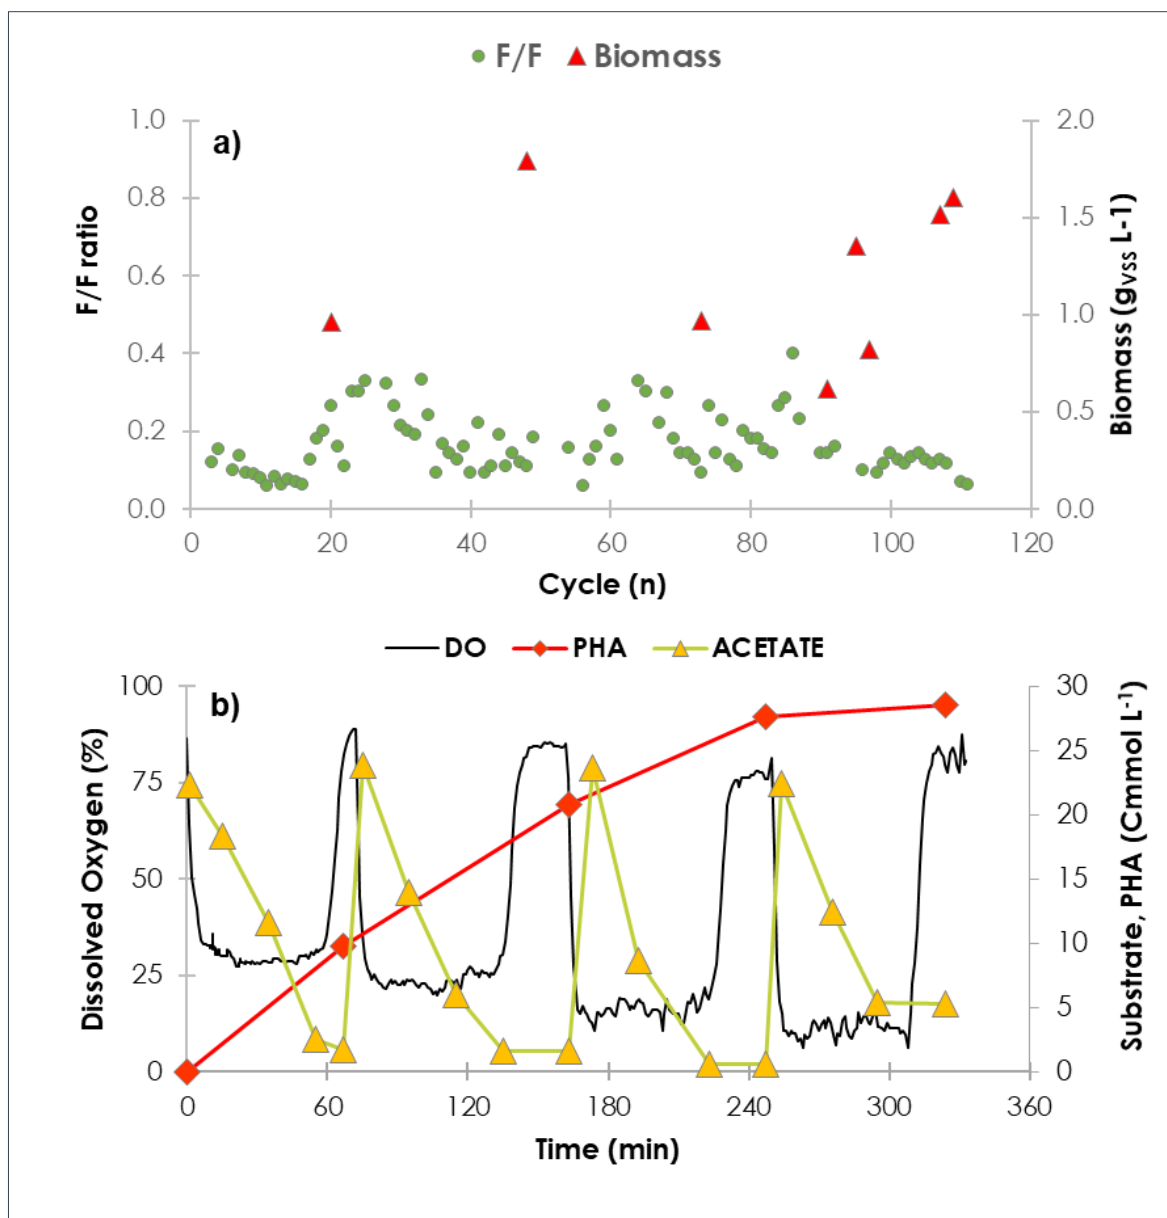 F/F Biomass
a)
1.0 2.0
0.8 1.5
0.6
0.4 1.0
0.2 0.5
0.0 0.0
F/F ratio
Biomass (gVSS L-1)
0 20 40 60 80 100 120
Cycle (n)
DO PHA ACETATE
b)
100 30
25
75 20
50 15
10
25 5
0 0
Dissolved Oxygen (%)
Substrate, PHA (Cmmol L-1)
0 60 120 180 240 300 360
Time (min)